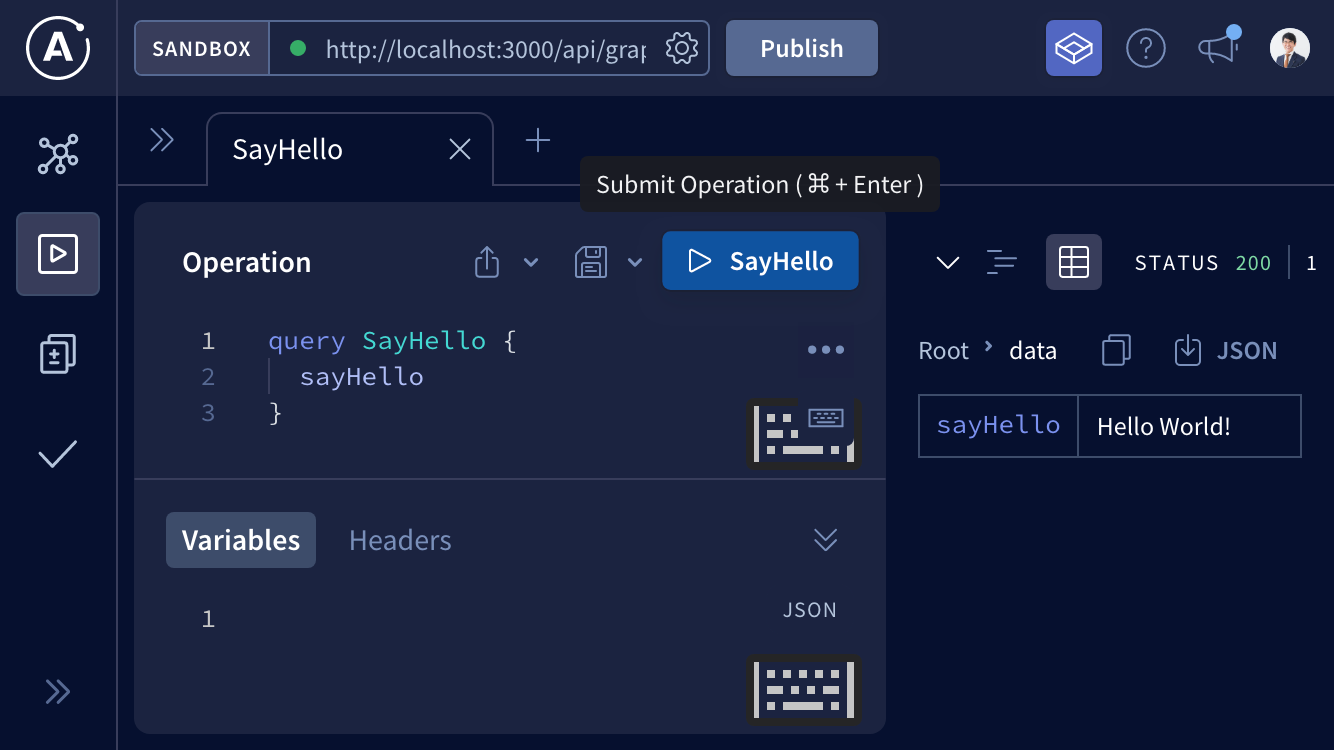 SANDBOX
http://localhost:3000/api/grap
Publish
SayHello
Submit Operation ( ⌘ + Enter )
Operation
SayHello
STATUS 200
1
1 query SayHello {
2 sayHello
3 }
Root › data
JSON
sayHello Hello World!
Variables
Headers
JSON
1